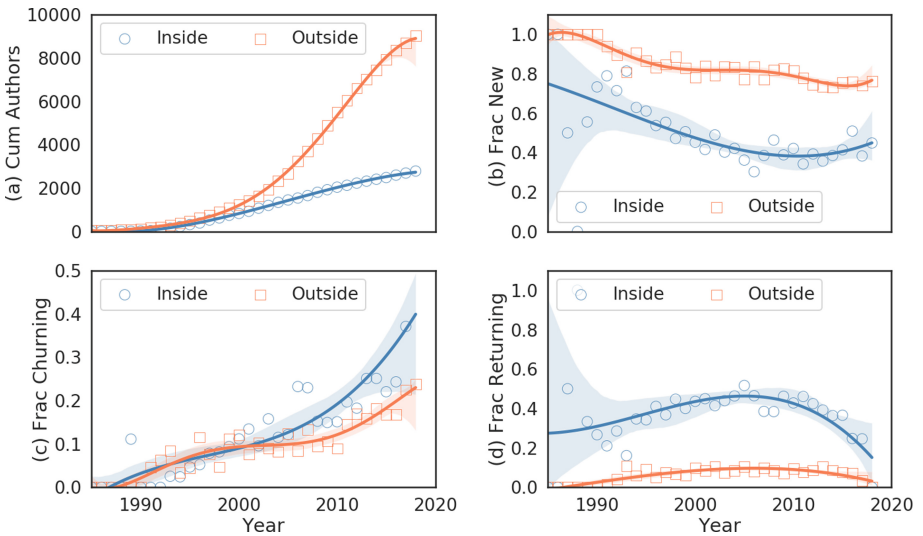 (a) Cum Authors
10000
8000
6000
4000
2000
0
Inside Outside
(b) Frac New
1.0
0.8
0.6
0.4
0.2
0.0
Inside Outside
(c) Frac Churning
0.5
0.4
0.3
0.2
0.1
0.0
Inside Outside
1990 2000 2010 2020
Year
(d) Frac Returning
1.0
0.8
0.6
0.4
0.2
0.0
Inside Outside
1990 2000 2010 2020
Year